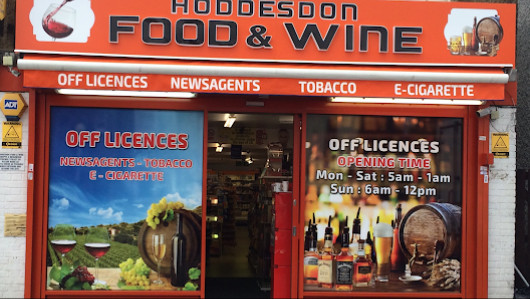 HODDESDON
FOOD & WINE
OFF LICENCES NEWSAGENTS TOBACCO E-CIGARETTE
ADT
OFF LICENCES
NEWSAGENTS - TOBACCO
E - CIGARETTE
OFF LICENCES
OPENING TIME
Mon - Sat : 5am - 1am
Sun : 6am - 12pm